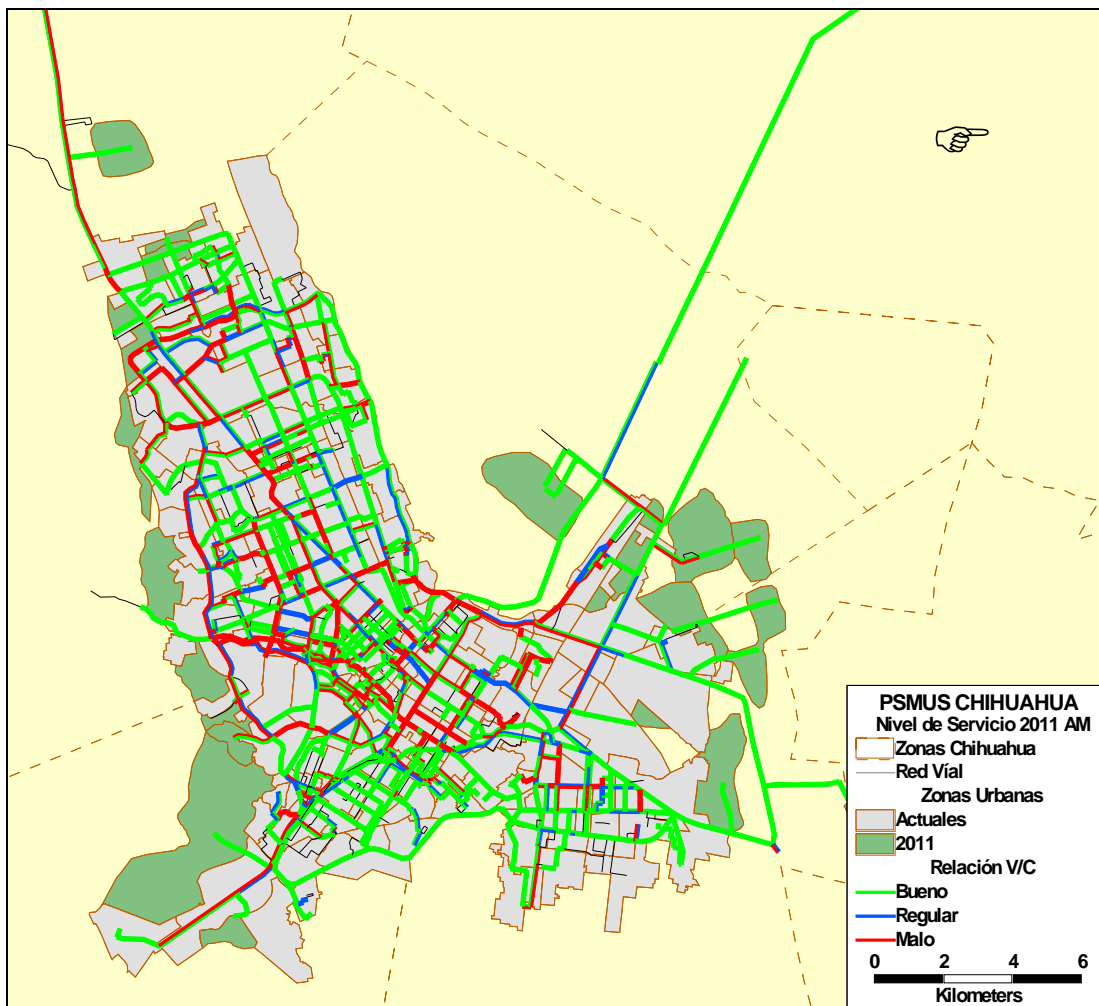 PSMUS CHIHUAHUA
Nivel de Servicio 2011 AM
Zonas Chihuahua
Red Víal
Zonas Urbanas
Actuales
2011
Relación V/C
Bueno
Regular
Malo
0 2 4 6
Kilometers